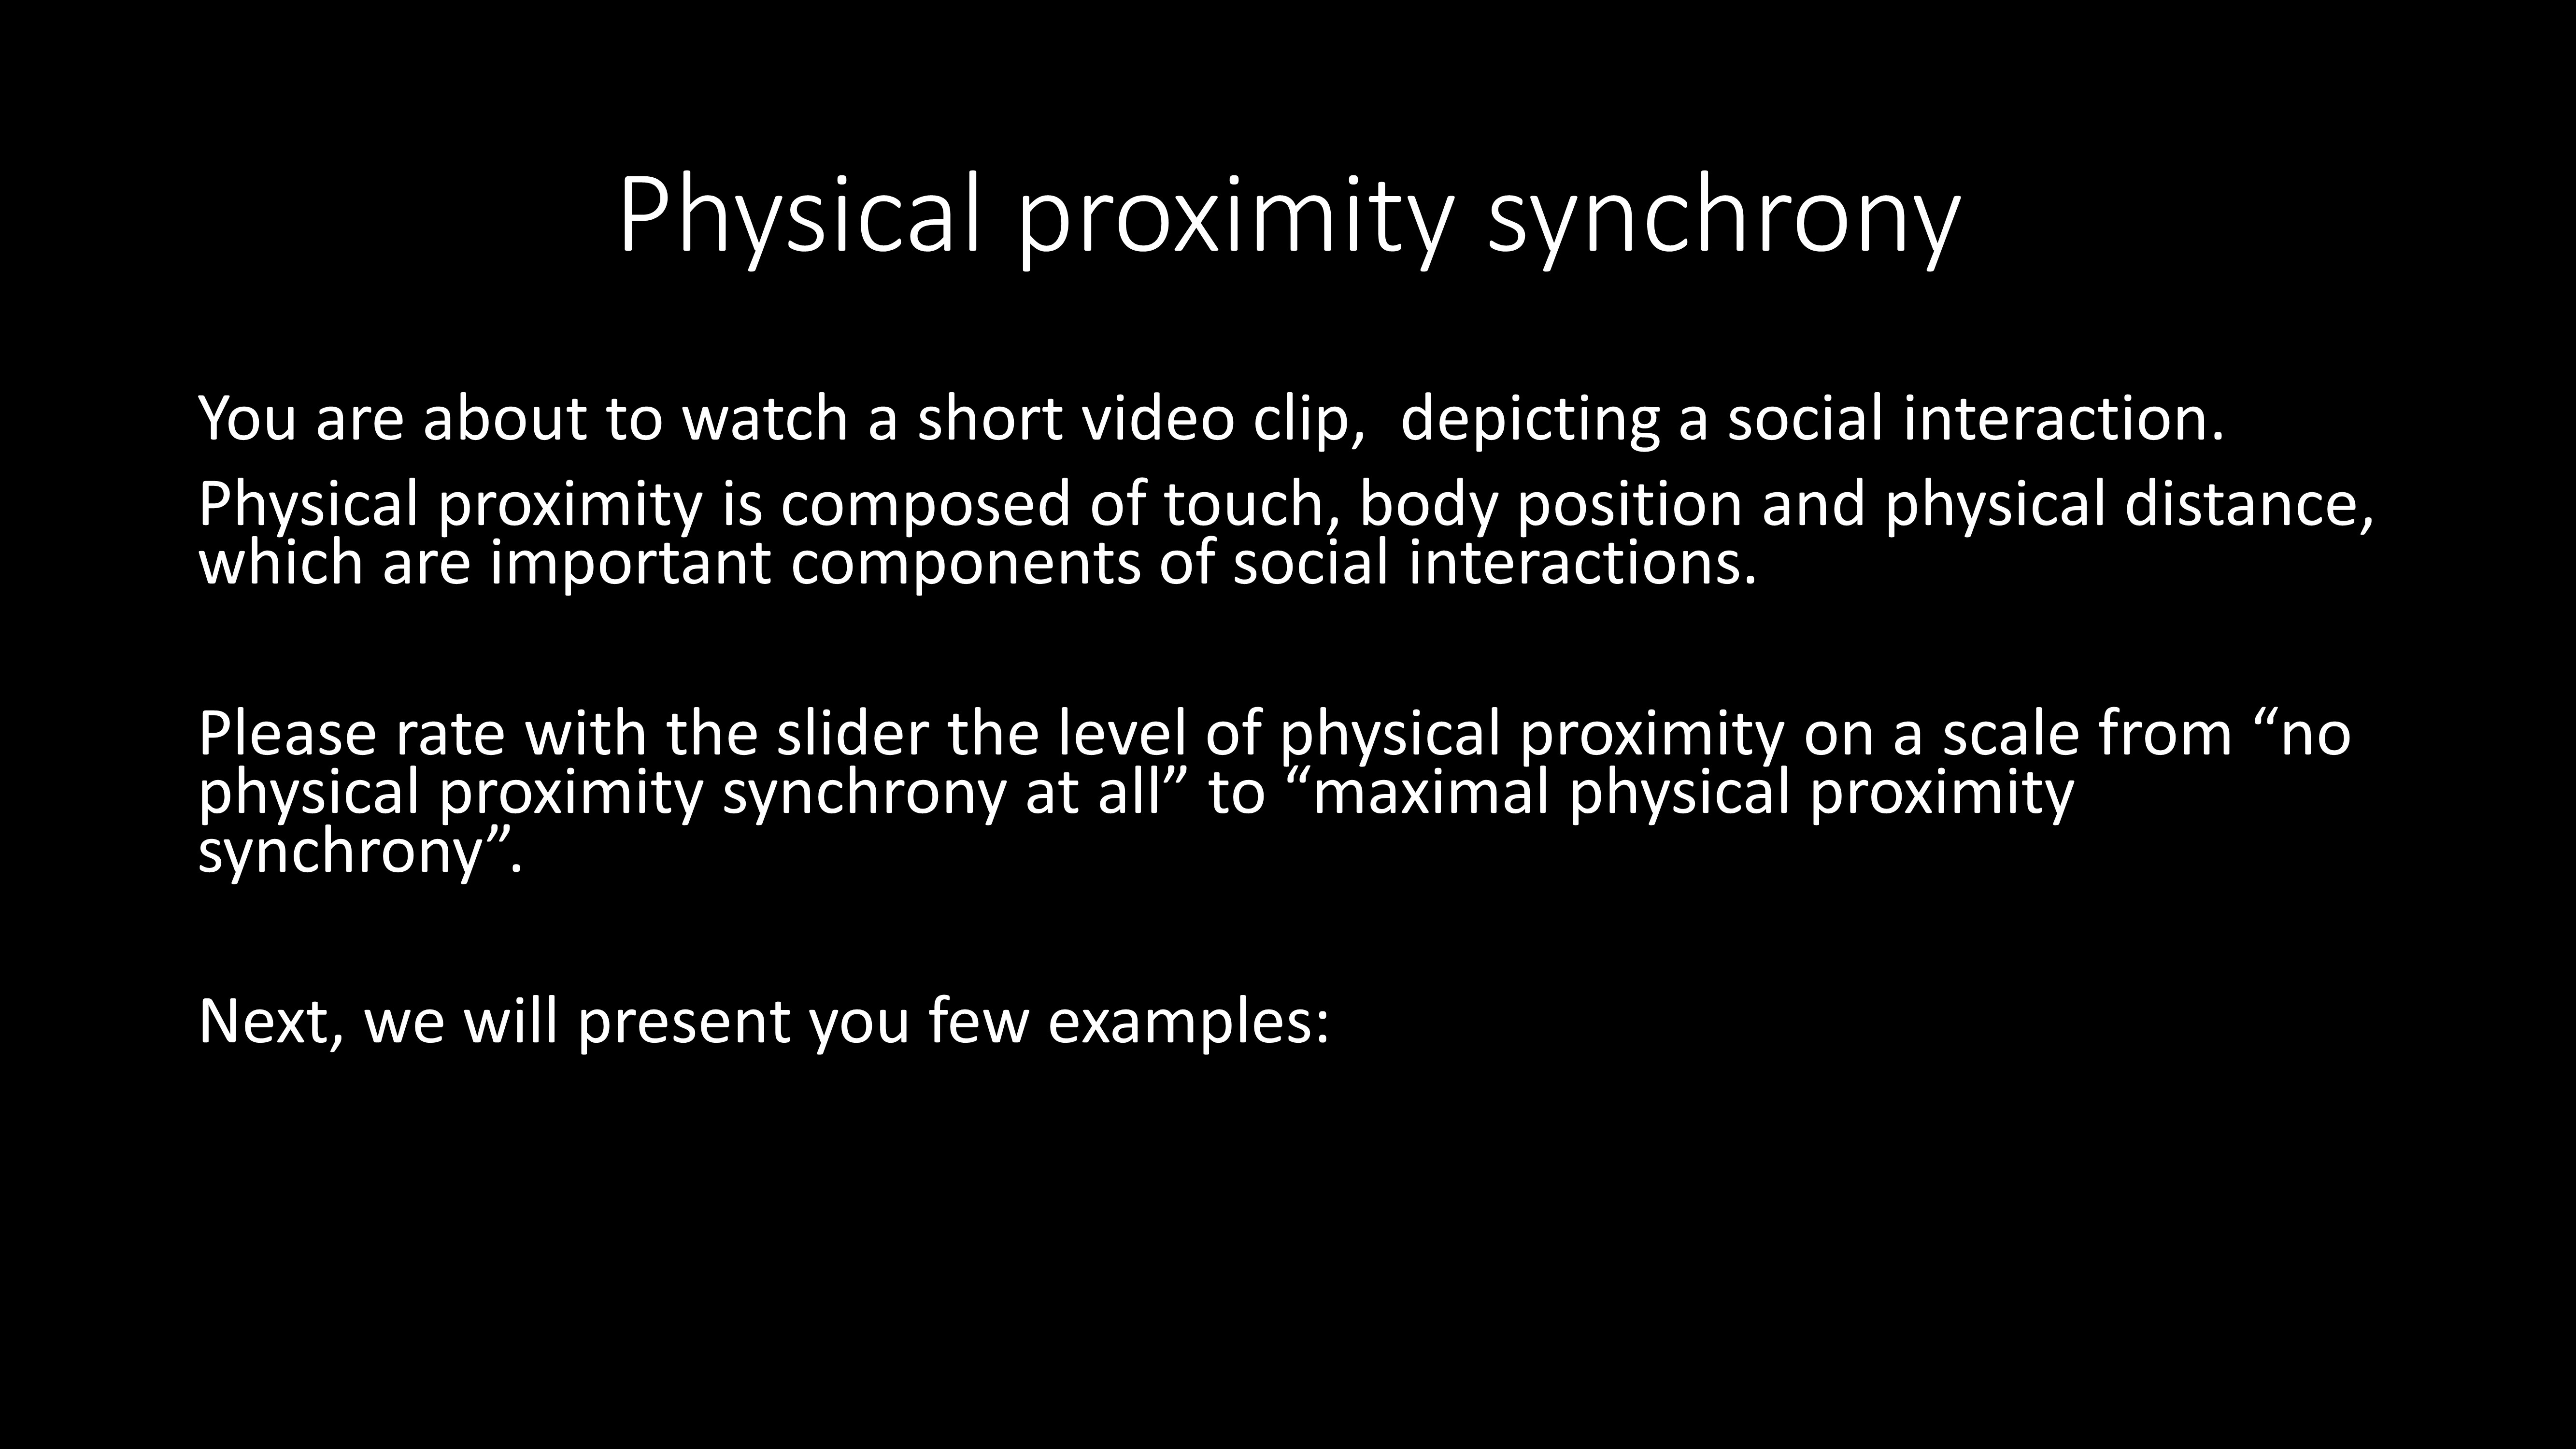 Physical proximity synchrony
You are about to watch a short video clip,  depicting a social interaction.
Physical proximity is composed of touch, body position and physical distance,
which are important components of social interactions.
Please rate with the slider the level of physical proximity on a scale from “no
physical proximity synchrony at all” to “maximal physical proximity
synchrony”.
Next, we will present you few examples: